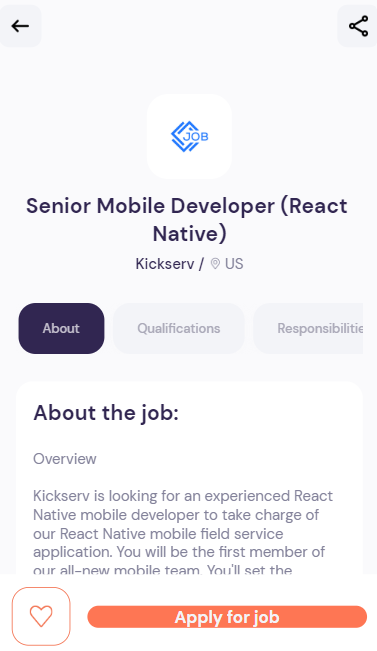 JOB
Senior Mobile Developer (React
Native)
Kickserv / US
About Qualifications Responsibilitie
About the job:
Overview
Kickserv is looking for an experienced React
Native mobile developer to take charge of
our React Native mobile field service
application. You will be the first member of
our all-new mobile team. You'll set the
Apply for job